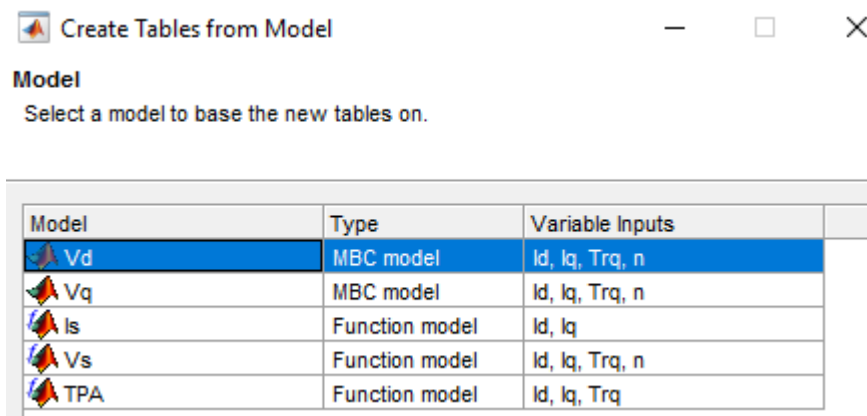 Create Tables from Model
Model
Select a model to base the new tables on.
Model Type Variable Inputs
Vd MBC model Id, Iq, Trq, n
Vq MBC model Id, Iq, Trq, n
Is Function model Id, Iq
Vs Function model Id, Iq, Trq, n
TPA Function model Id, Iq, Trq